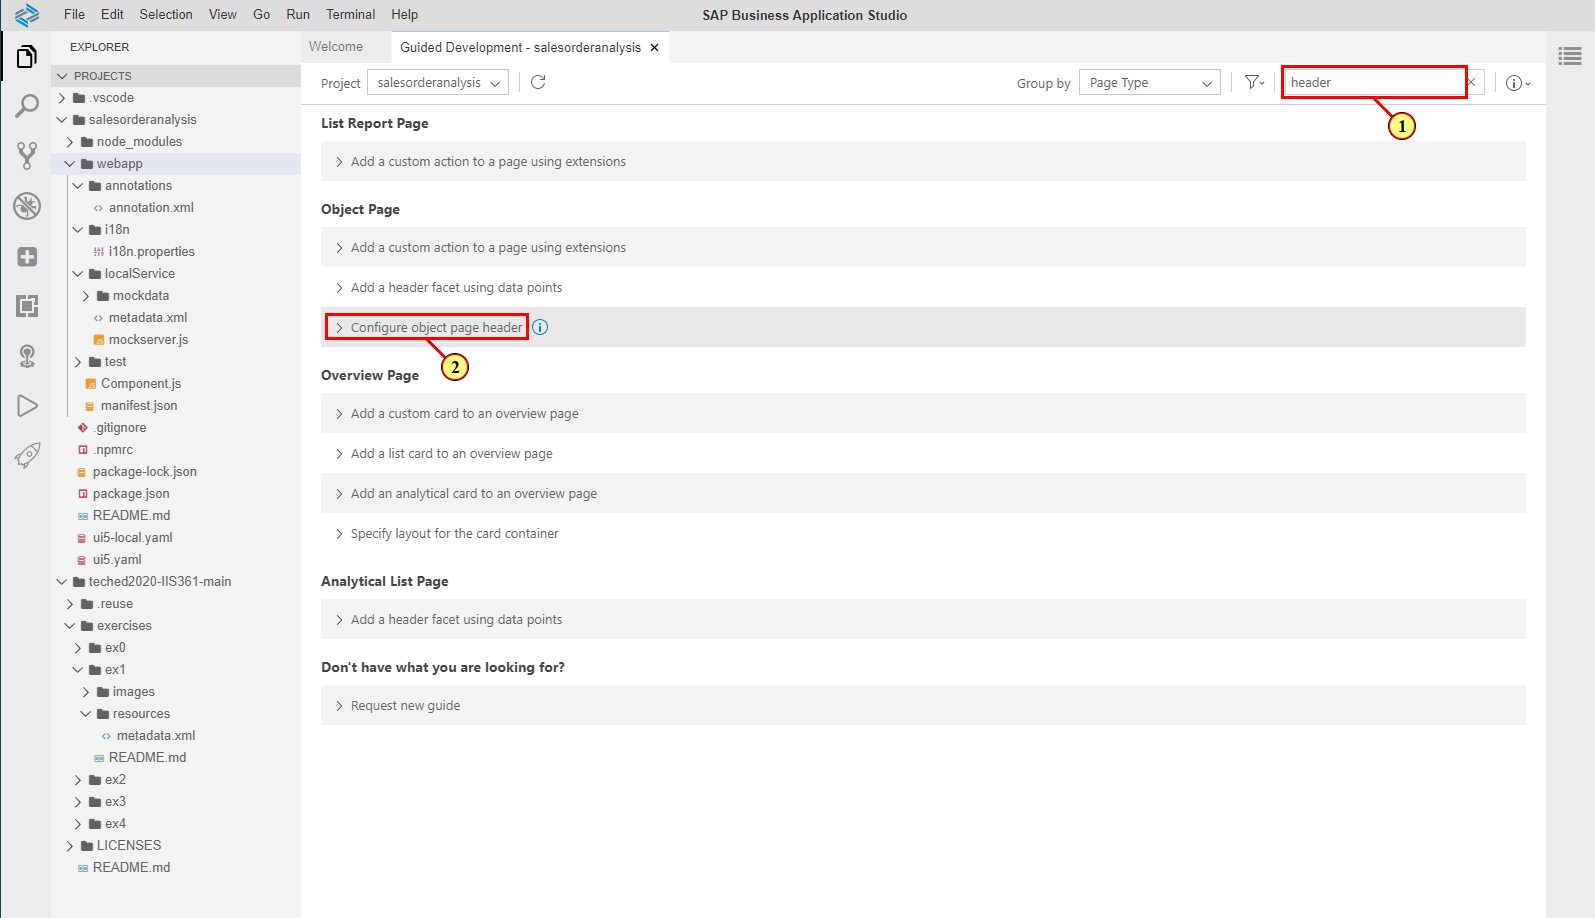 File Edit Selection View Go Run Terminal Help
SAP Business Application Studio
EXPLORER
PROJECTS
.vscode
salesorderanalysis
node_modules
webapp
annotations
annotation.xml
i18n
i18n.properties
localService
mockdata
metadata.xml
mockserver.js
test
Component.js
manifest.json
.gitignore
.npmrc
package-lock.json
package.json
README.md
ui5-local.yaml
ui5.yaml
teched2020-IIS361-main
.reuse
exercises
ex0
ex1
images
resources
metadata.xml
README.md
ex2
ex3
ex4
LICENSES
README.md
Welcome
Guided Development - salesorderanalysis
Project salesorderanalysis
Group by Page Type
header
1
List Report Page
Add a custom action to a page using extensions
Object Page
Add a custom action to a page using extensions
Add a header facet using data points
Configure object page header
2
Overview Page
Add a custom card to an overview page
Add a list card to an overview page
Add an analytical card to an overview page
Specify layout for the card container
Analytical List Page
Add a header facet using data points
Don't have what you are looking for?
Request new guide